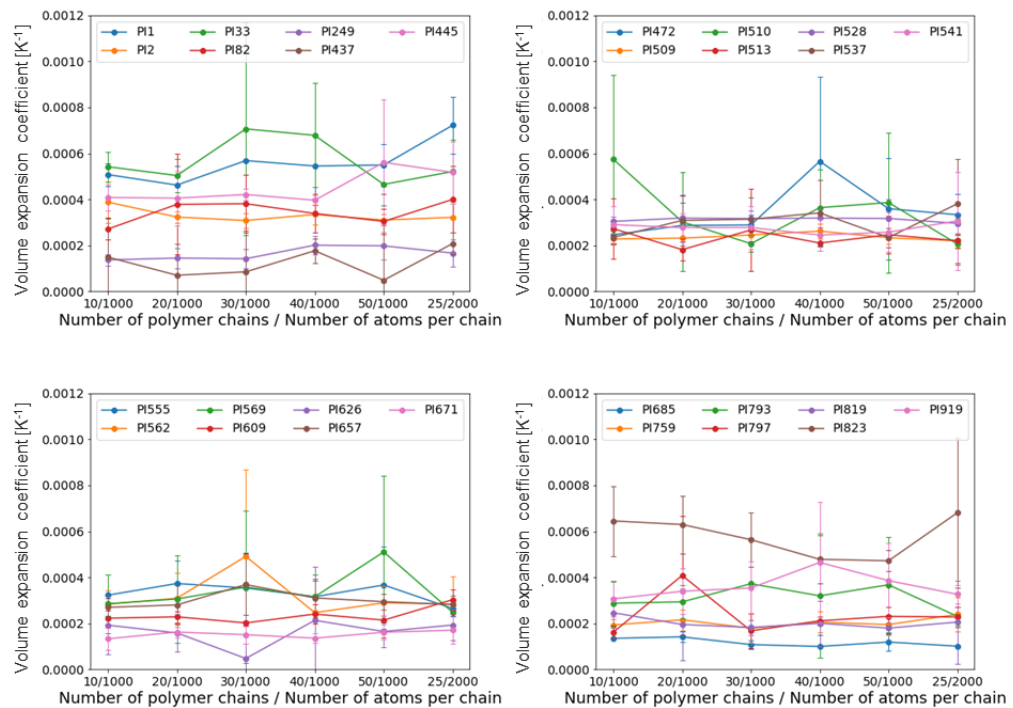 Volume expansion coefficient [K⁻¹]
0.0012
0.0010
0.0008
0.0006
0.0004
0.0002
0.0000
PI1 PI33 PI249 PI445
PI2 PI82 PI437
10/1000 20/1000 30/1000 40/1000 50/1000 25/2000
Number of polymer chains / Number of atoms per chain
Volume expansion coefficient [K⁻¹]
0.0012
0.0010
0.0008
0.0006
0.0004
0.0002
0.0000
PI472 PI510 PI528 PI541
PI509 PI513 PI537
10/1000 20/1000 30/1000 40/1000 50/1000 25/2000
Number of polymer chains / Number of atoms per chain
Volume expansion coefficient [K⁻¹]
0.0012
0.0010
0.0008
0.0006
0.0004
0.0002
0.0000
PI555 PI569 PI626 PI671
PI562 PI609 PI657
10/1000 20/1000 30/1000 40/1000 50/1000 25/2000
Number of polymer chains / Number of atoms per chain
Volume expansion coefficient [K⁻¹]
0.0012
0.0010
0.0008
0.0006
0.0004
0.0002
0.0000
PI685 PI793 PI819 PI919
PI759 PI797 PI823
10/1000 20/1000 30/1000 40/1000 50/1000 25/2000
Number of polymer chains / Number of atoms per chain